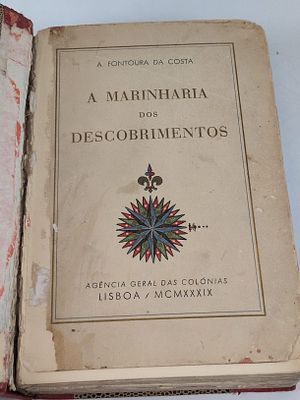 A FONTOURA DA COSTA
A MARINHARIA
DOS
DESCOBRIMENTOS
AGÊNCIA GERAL DAS COLÓNIAS
LISBOA / MCMXXXIX